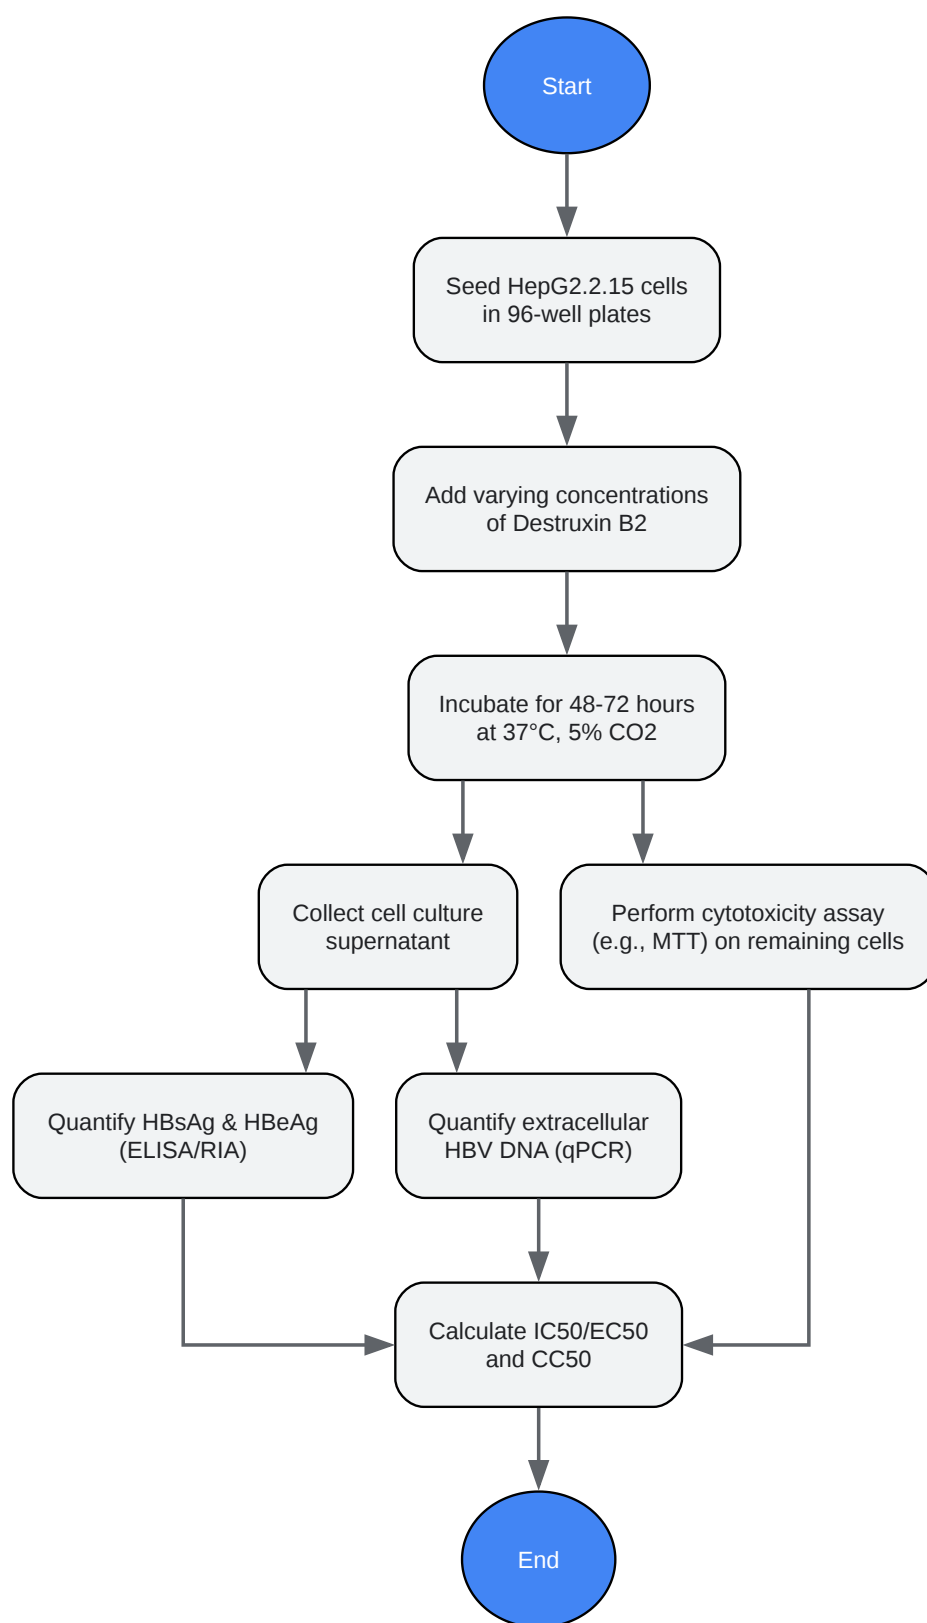 Start
Seed HepG2.2.15 cells
in 96-well plates
Add varying concentrations
of Destruxin B2
Incubate for 48-72 hours
at 37°C, 5% CO2
Collect cell culture
supernatant
Perform cytotoxicity assay
(e.g., MTT) on remaining cells
Quantify HBsAg & HBeAg
(ELISA/RIA)
Quantify extracellular
HBV DNA (qPCR)
Calculate IC50/EC50
and CC50
End